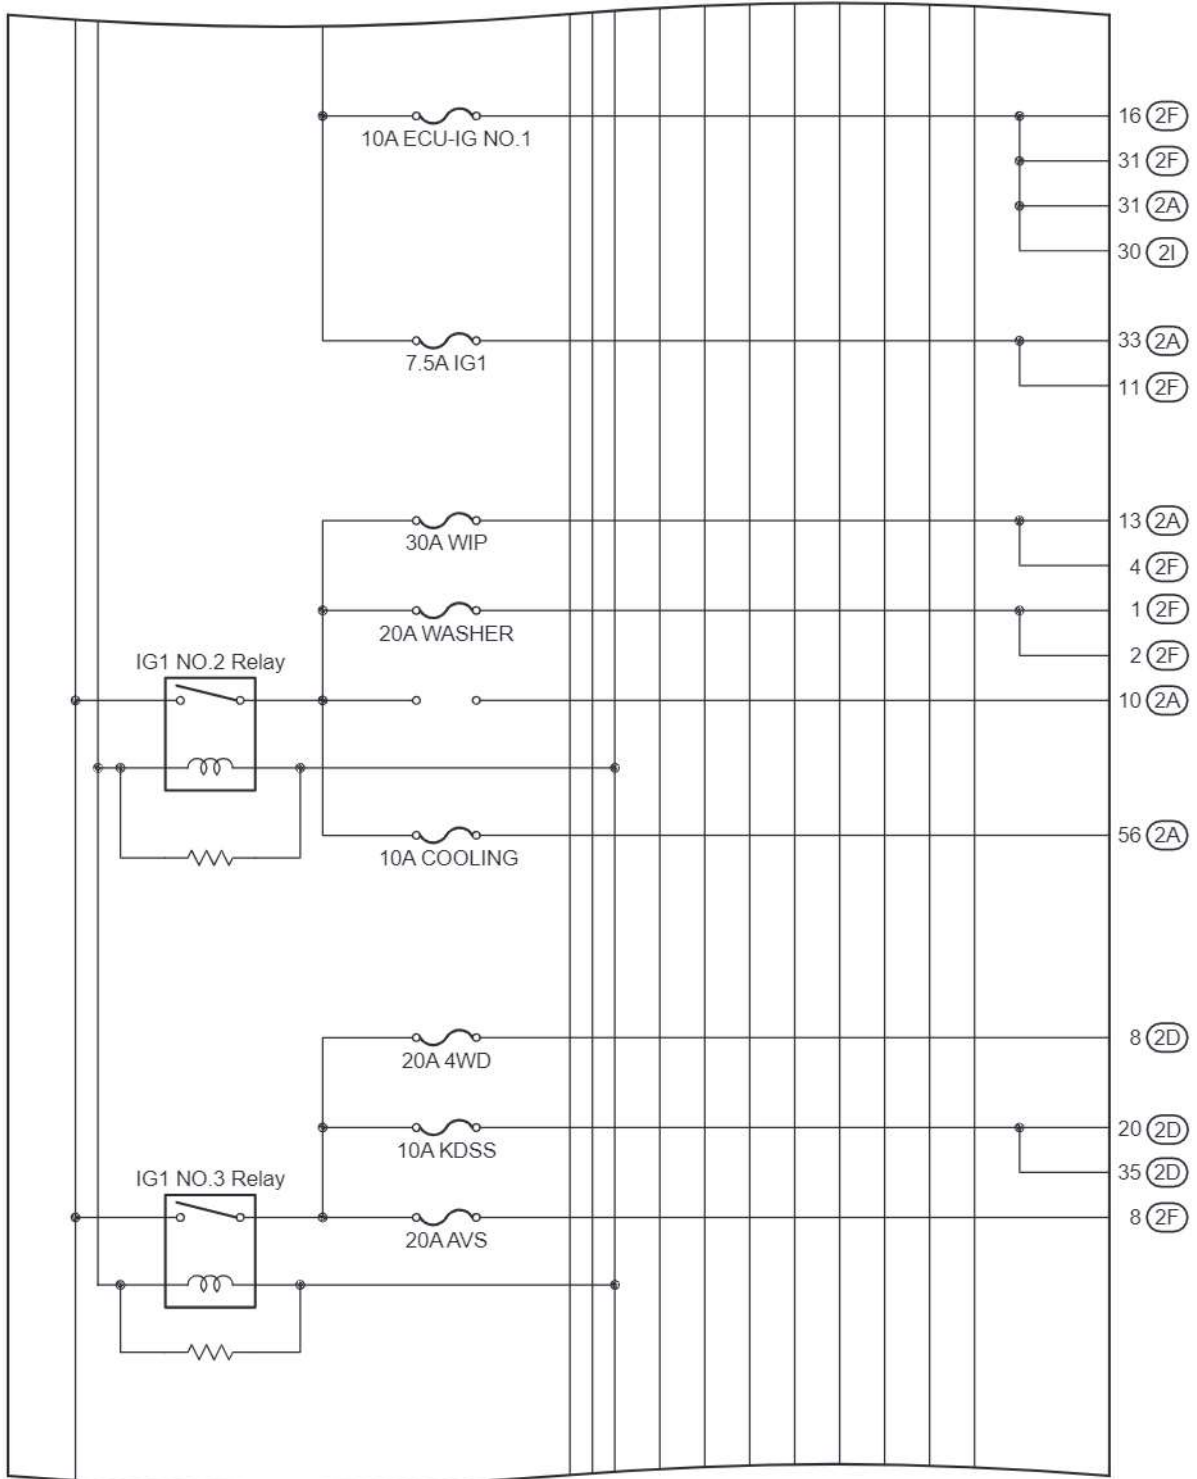 16 2F
10A ECU-IG NO.1
31 2F
31 2A
30 2I
33 2A
7.5A IG1
11 2F
13 2A
30A WIP
4 2F
1 2F
20A WASHER
2 2F
IG1 NO.2 Relay
10 2A
56 2A
10A COOLING
8 2D
20A 4WD
20 2D
10A KDSS
35 2D
IG1 NO.3 Relay
8 2F
20A AVS